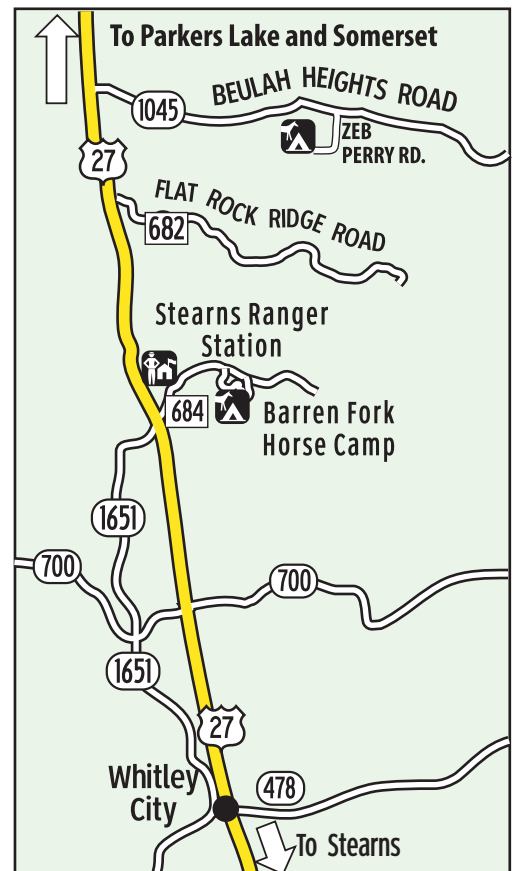 To Parkers Lake and Somerset
BEULAH HEIGHTS ROAD
1045
ZEB
PERRY RD.
27
FLAT ROCK RIDGE ROAD
682
Stearns Ranger
Station
684
Barren Fork
Horse Camp
1651
700
700
1651
27
Whitley
City
478
To Stearns